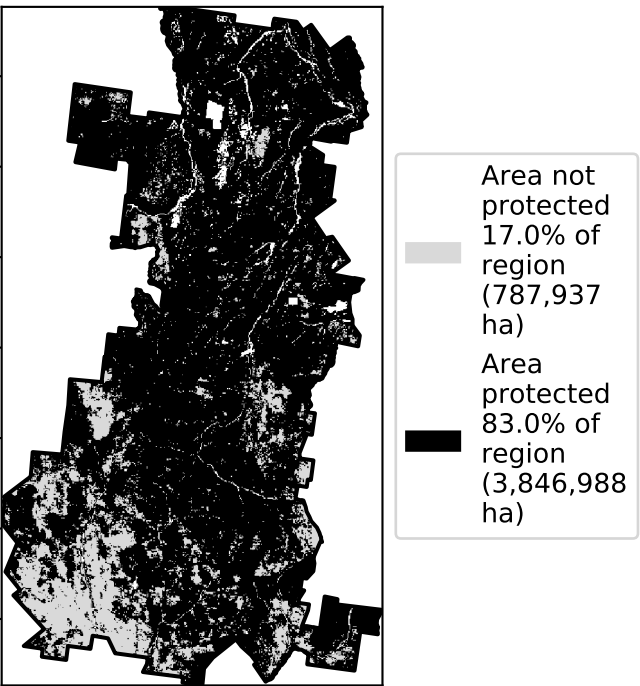 Area not
protected
17.0% of
region
(787,937
ha)
Area
protected
83.0% of
region
(3,846,988
ha)